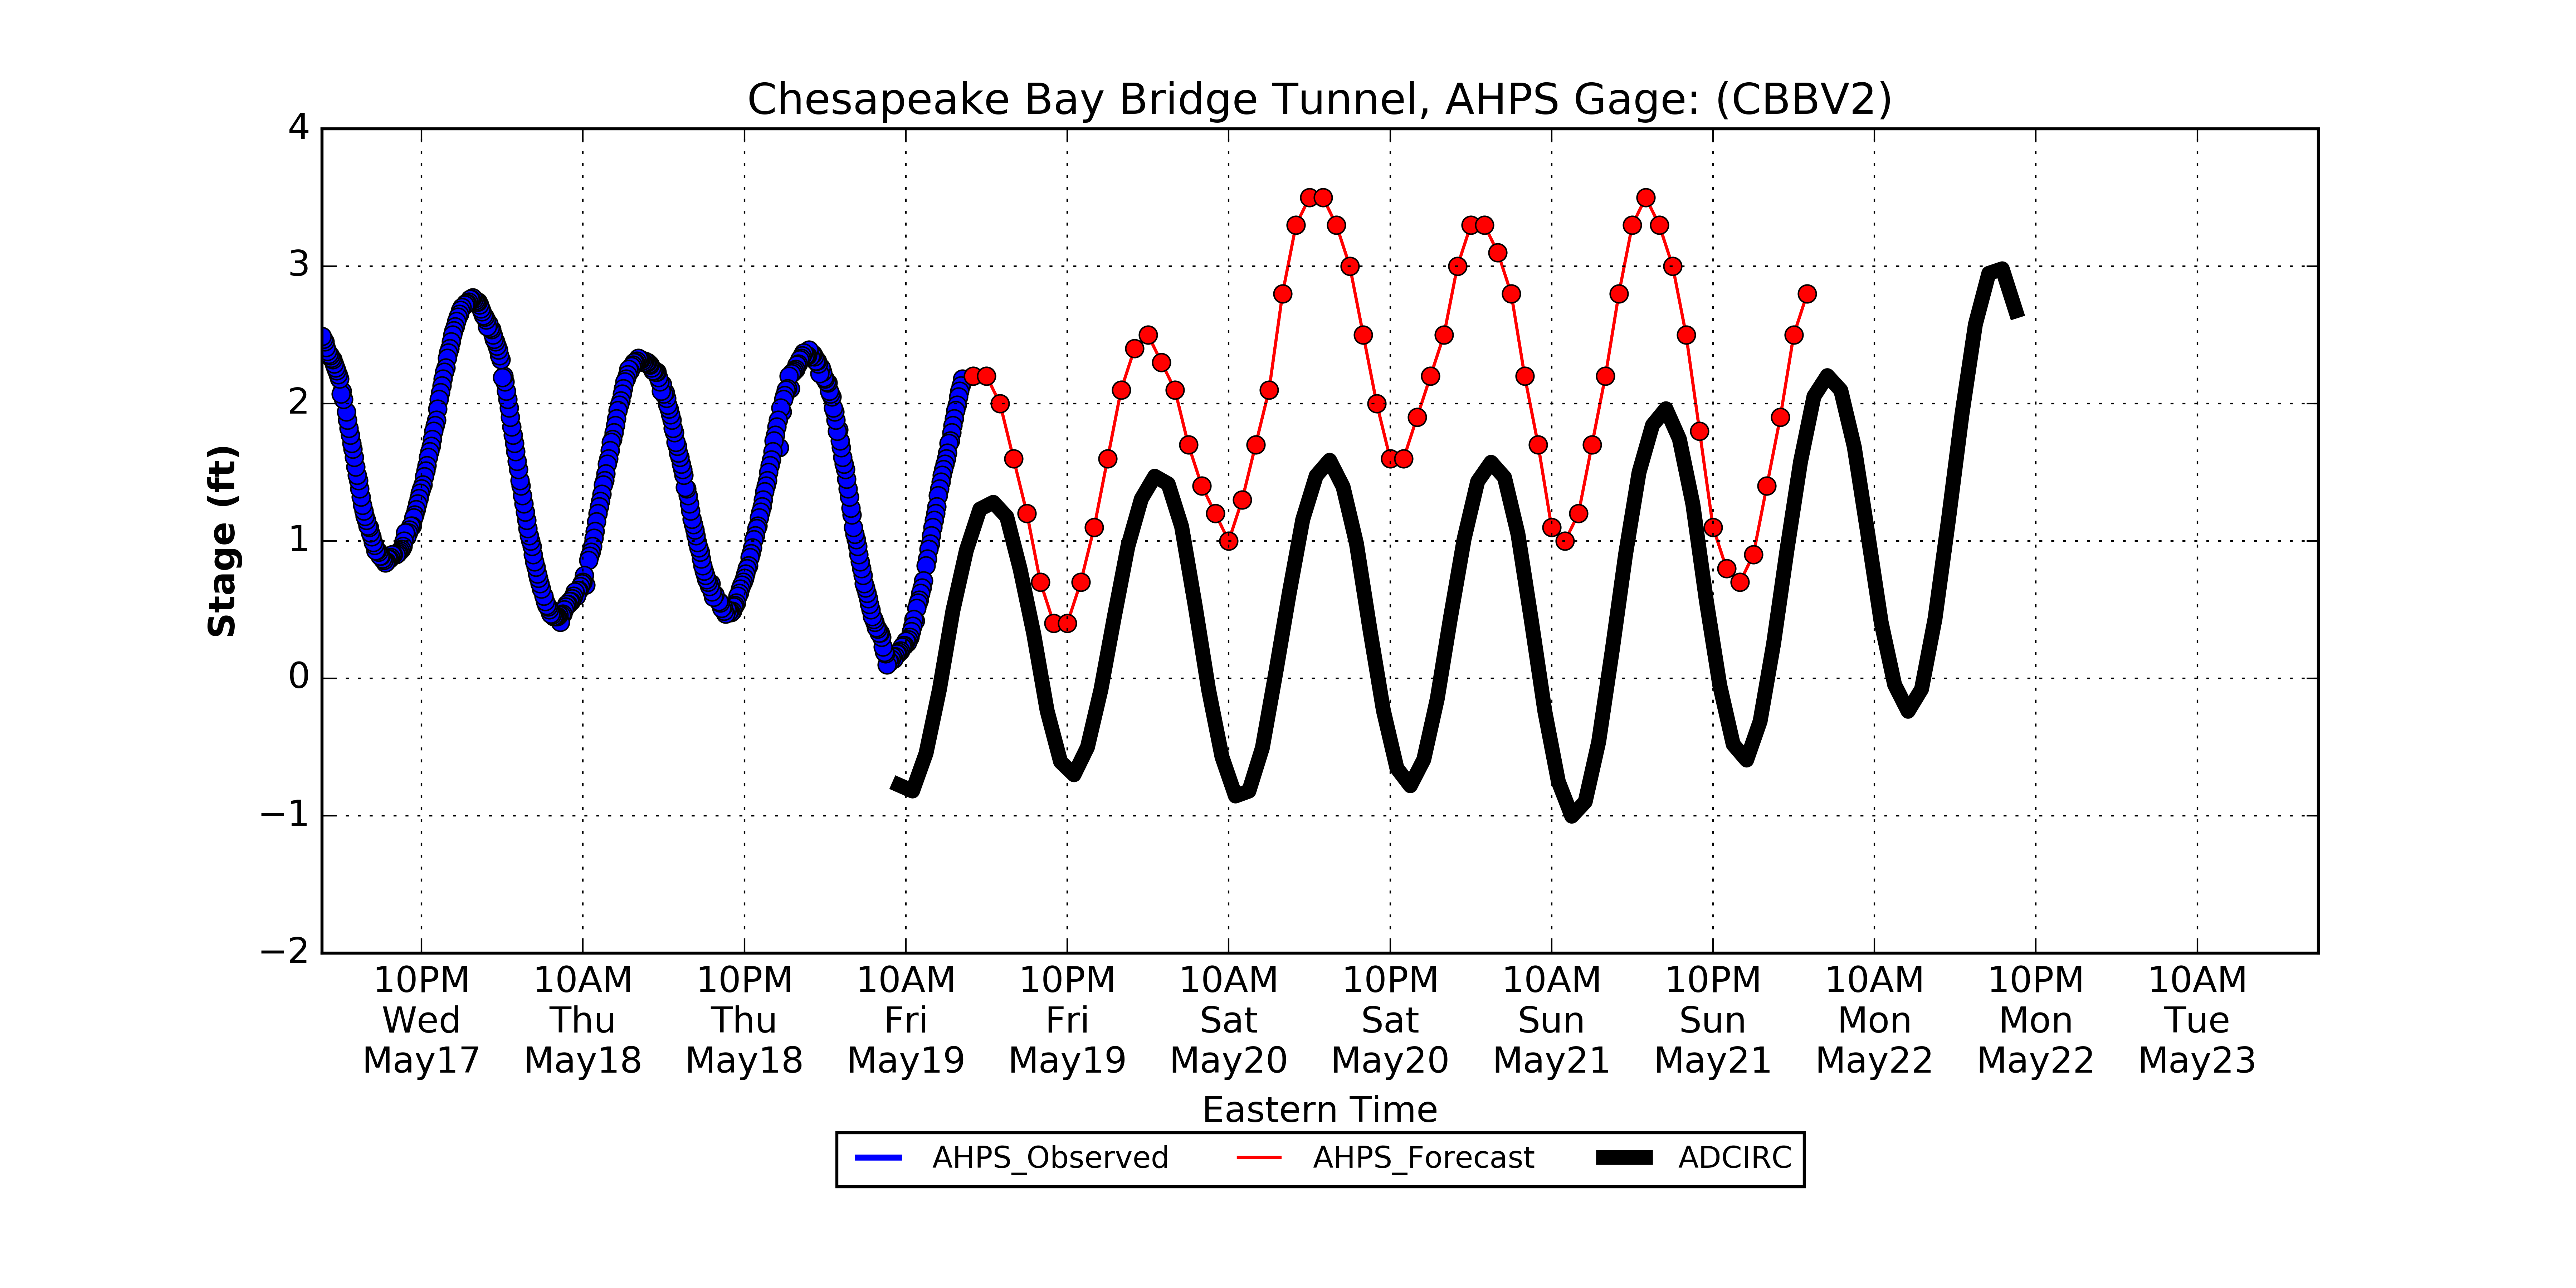 Chesapeake Bay Bridge Tunnel, AHPS Gage: (CBBV2)
4
3
2
1
0
−1
−2
Stage (ft)
10PM 10AM 10PM 10AM 10PM 10AM 10PM 10AM 10PM 10AM 10PM 10AM
Wed Thu Thu Fri Fri Sat Sat Sun Sun Mon Mon Tue
May17 May18 May18 May19 May19 May20 May20 May21 May21 May22 May22 May23
Eastern Time
AHPS_Observed AHPS_Forecast ADCIRC